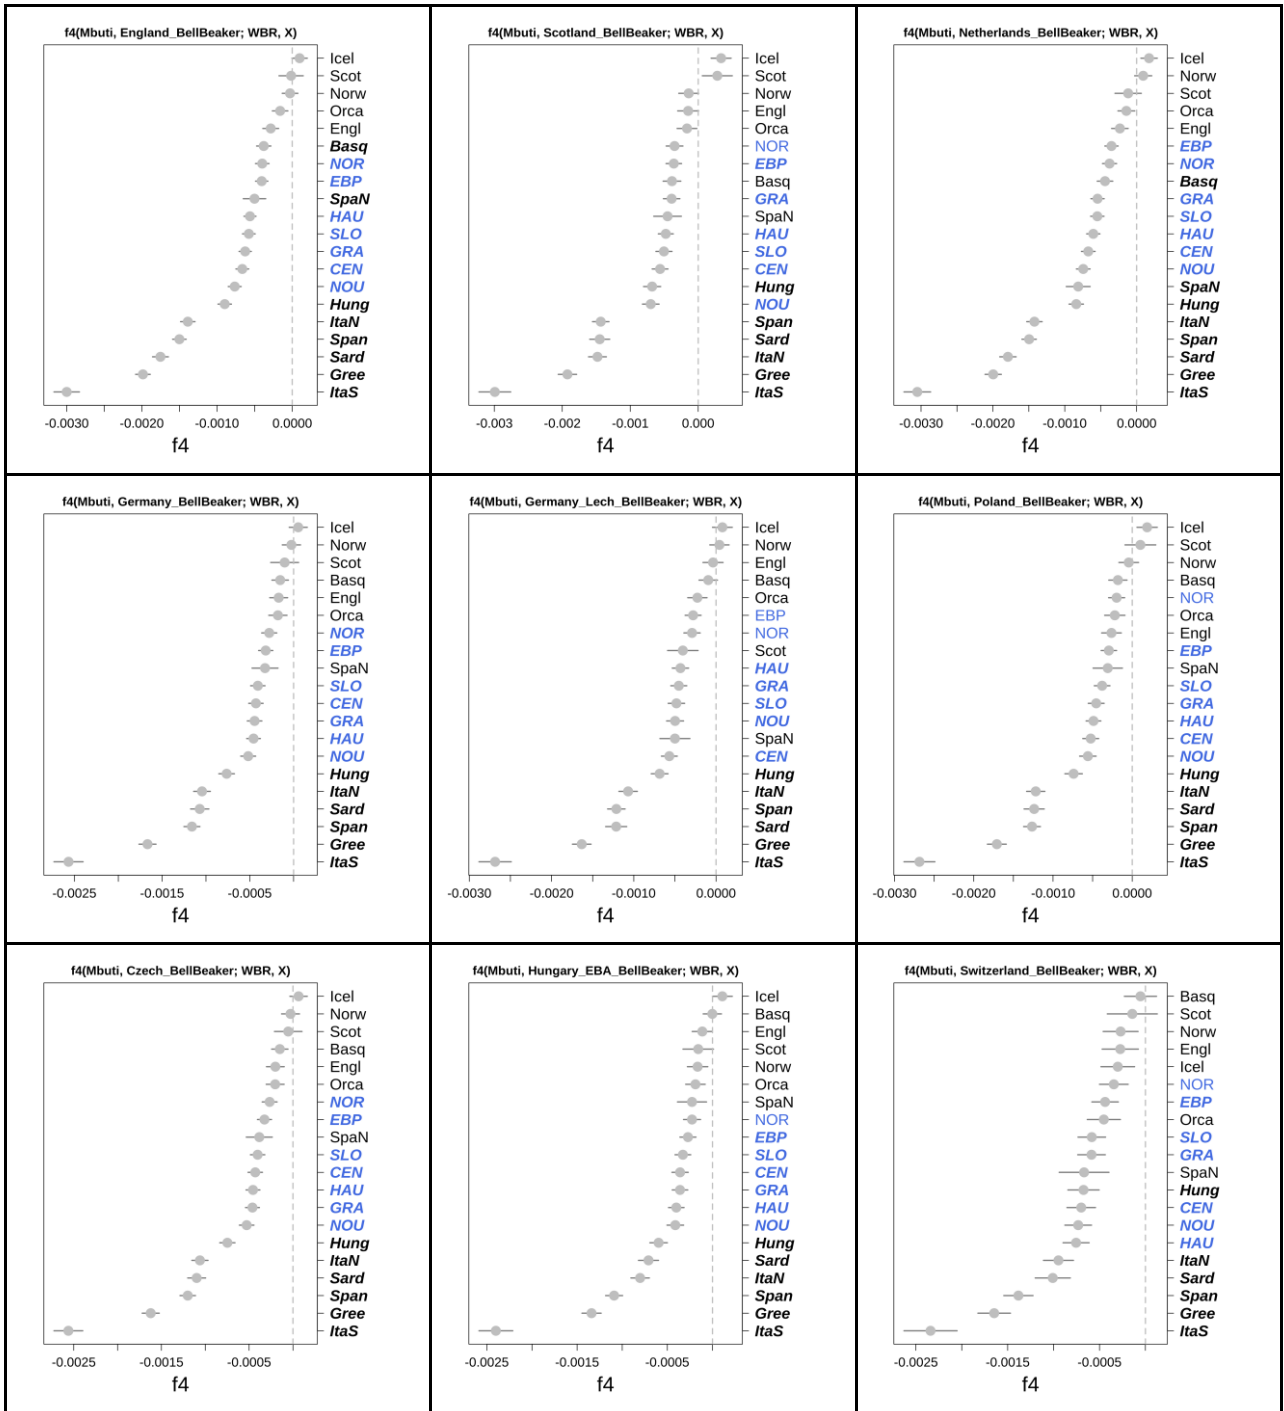 f4(Mbuti, England_BellBeaker; WBR, X)
Icel
Scot
Norw
Orca
Engl
Basq
NOR
EBP
SpaN
HAU
SLO
GRA
CEN
NOU
Hung
ItaN
Span
Sard
Gree
ItaS
-0.0030 -0.0020 -0.0010 0.0000
f4
f4(Mbuti, Scotland_BellBeaker; WBR, X)
Icel
Scot
Norw
Engl
Orca
NOR
EBP
Basq
GRA
SpaN
HAU
SLO
CEN
Hung
NOU
Span
Sard
ItaN
Gree
ItaS
-0.003 -0.002 -0.001 0.000
f4
f4(Mbuti, Netherlands_BellBeaker; WBR, X)
Icel
Norw
Scot
Orca
Engl
EBP
NOR
Basq
GRA
SLO
HAU
CEN
NOU
SpaN
Hung
ItaN
Span
Sard
Gree
ItaS
-0.0030 -0.0020 -0.0010 0.0000
f4
f4(Mbuti, Germany_BellBeaker; WBR, X)
Icel
Norw
Scot
Basq
Engl
Orca
NOR
EBP
SpaN
SLO
CEN
GRA
HAU
NOU
Hung
ItaN
Sard
Span
Gree
ItaS
-0.0025 -0.0015 -0.0005
f4
f4(Mbuti, Germany_Lech_BellBeaker; WBR, X)
Icel
Norw
Engl
Basq
Orca
EBP
NOR
Scot
HAU
GRA
SLO
NOU
SpaN
CEN
Hung
ItaN
Span
Sard
Gree
ItaS
-0.0030 -0.0020 -0.0010 0.0000
f4
f4(Mbuti, Poland_BellBeaker; WBR, X)
Icel
Scot
Norw
Basq
NOR
Orca
Engl
EBP
SpaN
SLO
GRA
HAU
CEN
NOU
Hung
ItaN
Sard
Span
Gree
ItaS
-0.0030 -0.0020 -0.0010 0.0000
f4
f4(Mbuti, Czech_BellBeaker; WBR, X)
Icel
Norw
Scot
Basq
Engl
Orca
NOR
EBP
SpaN
SLO
CEN
HAU
GRA
NOU
Hung
ItaN
Sard
Span
Gree
ItaS
-0.0025 -0.0015 -0.0005
f4
f4(Mbuti, Hungary_EBA_BellBeaker; WBR, X)
Icel
Basq
Engl
Scot
Norw
Orca
SpaN
NOR
EBP
SLO
CEN
GRA
HAU
NOU
Hung
Sard
ItaN
Span
Gree
ItaS
-0.0025 -0.0015 -0.0005
f4
f4(Mbuti, Switzerland_BellBeaker; WBR, X)
Basq
Scot
Norw
Engl
Icel
NOR
EBP
Orca
SLO
GRA
SpaN
Hung
CEN
NOU
HAU
ItaN
Sard
Span
Gree
ItaS
-0.0025 -0.0015 -0.0005
f4